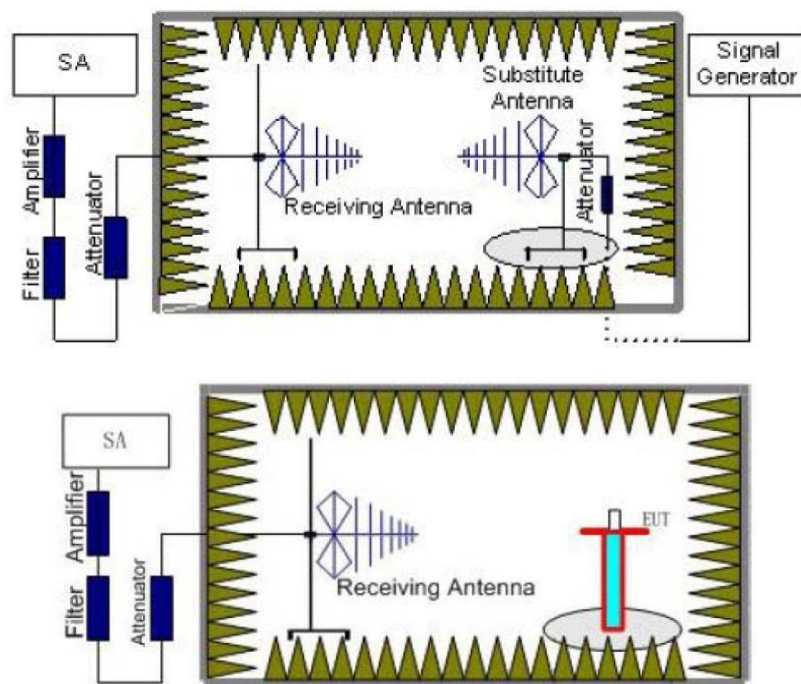 SA
Signal
Generator
Substitute
Antenna
Amplifier
Attenuator
Attenuator
Receiving Antenna
Filter
SA
Amplifier
EUT
Receiving Antenna
Filter
Attenuator